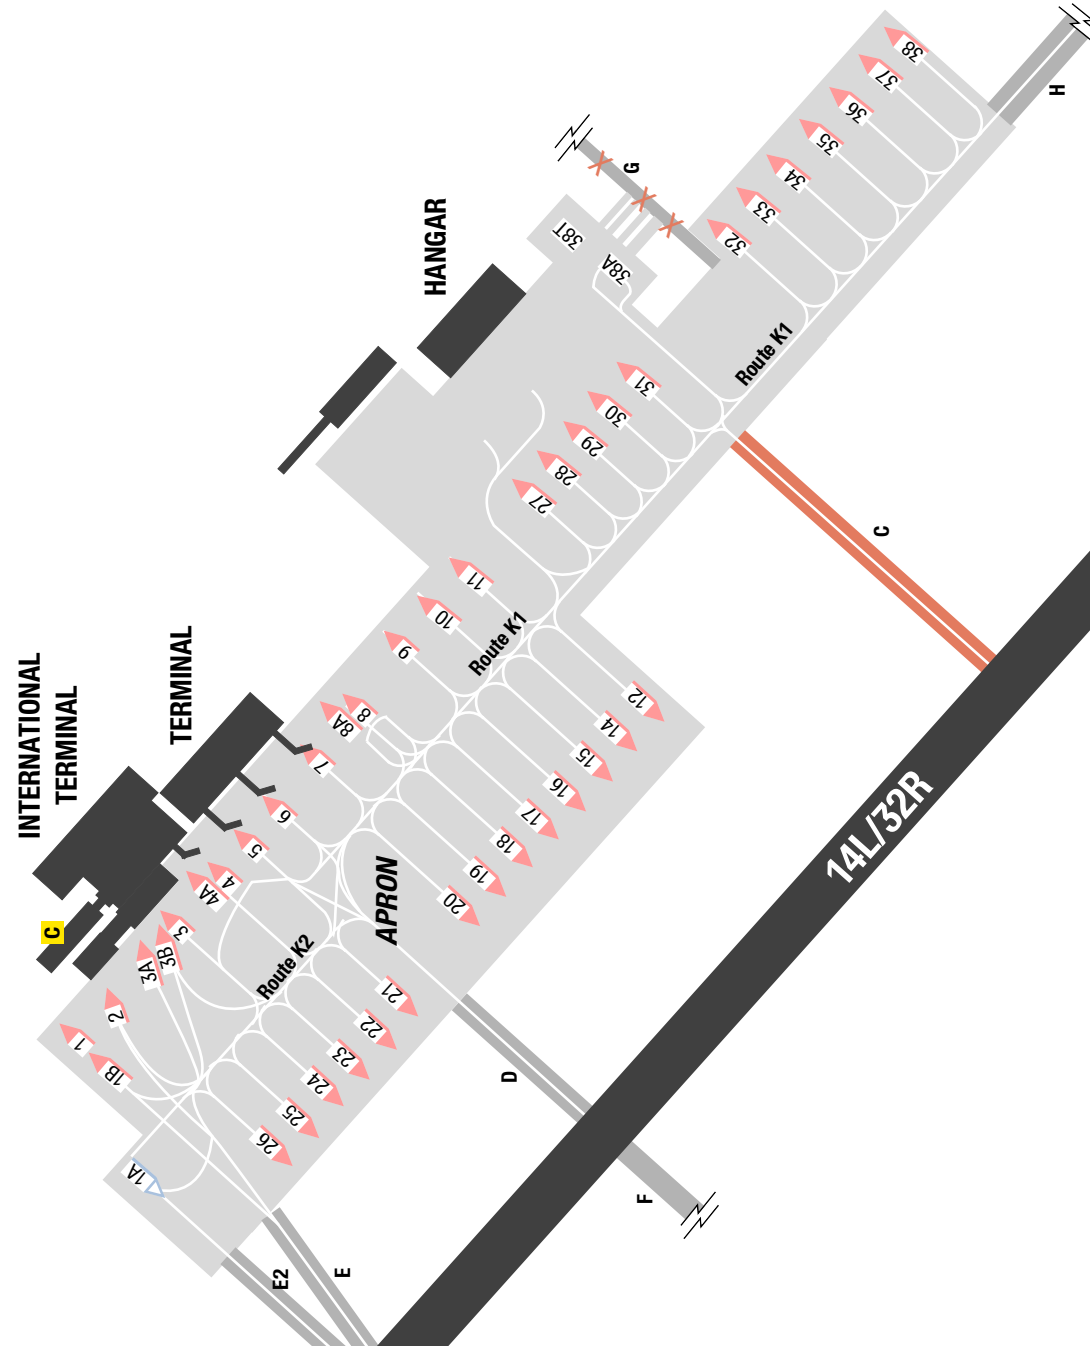 38
37
H
36
35
G
34
HANGAR
33
38T
32
38A
Route K1
31
30
29
28
27
C
11
10
Route K1
9
INTERNATIONAL
TERMINAL
TERMINAL
12
8
8A
14
7
15
16
6
17
5
18
14L/32R
4
4A
19
APRON
20
C
3
3B
3A
Route K2
21
2
22
1
23
1B
24
D
25
26
1A
F
E2
E